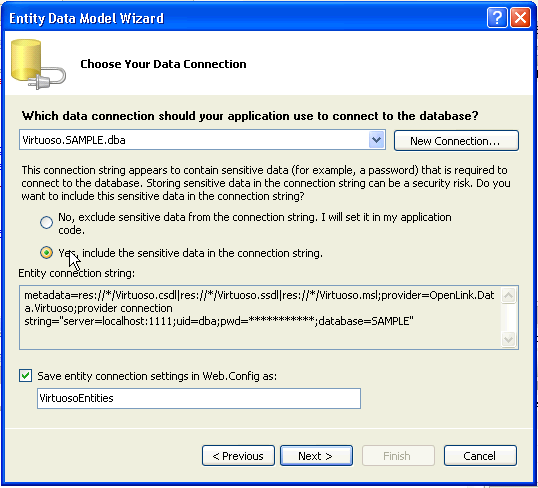 Entity Data Model Wizard
Choose Your Data Connection
Which data connection should your application use to connect to the database?
Virtuoso.SAMPLE.dba
New Connection...
This connection string appears to contain sensitive data (for example, a password) that is required to
connect to the database. Storing sensitive data in the connection string can be a security risk. Do you
want to include this sensitive data in the connection string?
No, exclude sensitive data from the connection string. I will set it in my application
code.
Yes, include the sensitive data in the connection string.
Entity connection string:
metadata=res://*/Virtuoso.csdl|res://*/Virtuoso.ssdl|res://*/Virtuoso.msl;provider=OpenLink.Dat
a.Virtuoso;provider connection
string="server=localhost:1111;uid=dba;pwd=***********;database=SAMPLE"
Save entity connection settings in Web.Config as:
VirtuosoEntities
< Previous
Next >
Finish
Cancel